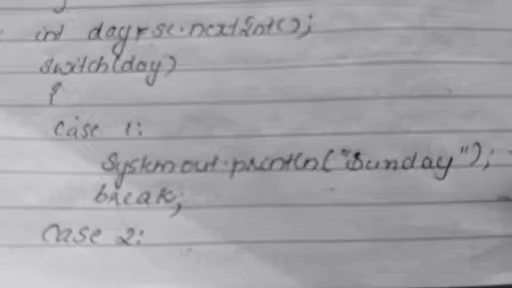 int day = sc.nextInt();
switch(day)
{
case 1:
System.out.println("Sunday");
break;
case 2: